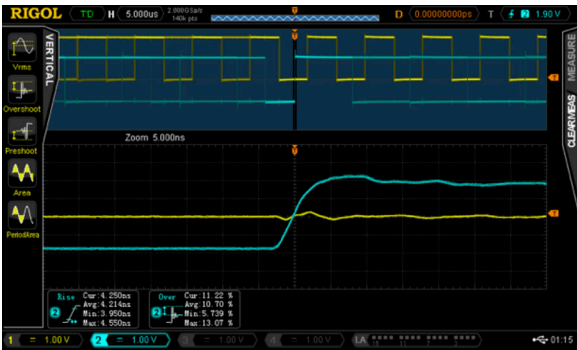 RIGOL T'D H 5.000us 2.000GSa/s 140k pts D 0.00000000ps T 2 1.90 V
VERTICAL
MEASURE
CLEAR MEAS
Vrms
Overshoot
Preshoot
Area
PeriodArea
Zoom 5.000ns
Rise Cur:4.250ns
Avg:4.214ns
2 Min:3.950ns
Max:4.550ns
Over Cur:11.22 %
Avg:10.70 %
2 Min:5.739 %
Max:13.07 %
1 = 1.00 V 2 = 1.00 V 3 = 1.00 V 4 = 1.00 V LA 01:15